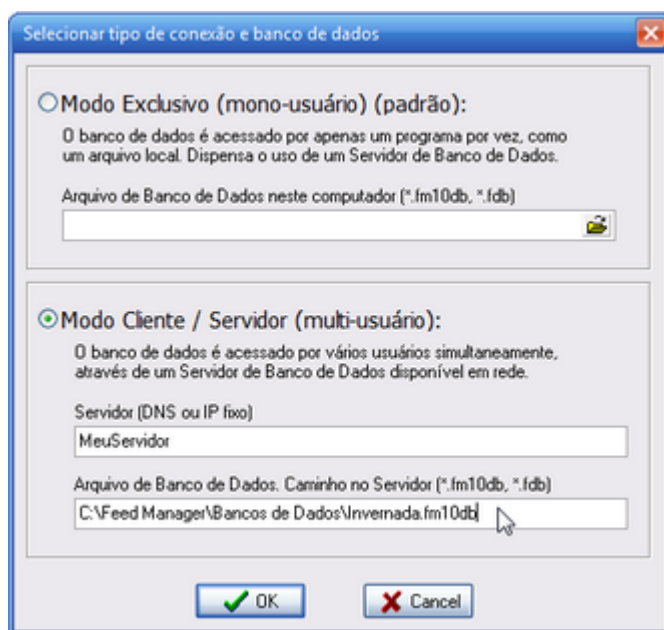 Selecionar tipo de conexão e banco de dados
Modo Exclusivo (mono-usuário) (padrão):
O banco de dados é acessado por apenas um programa por vez, como
um arquivo local. Dispensa o uso de um Servidor de Banco de Dados.
Arquivo de Banco de Dados neste computador (*.fm10db, *.fdb)
Modo Cliente / Servidor (multi-usuário):
O banco de dados é acessado por vários usuários simultaneamente,
através de um Servidor de Banco de Dados disponível em rede.
Servidor (DNS ou IP fixo)
MeuServidor
Arquivo de Banco de Dados. Caminho no Servidor (*.fm10db, *.fdb)
C:\Feed Manager\Bancos de Dados\Invernada.fm10db
OK Cancel